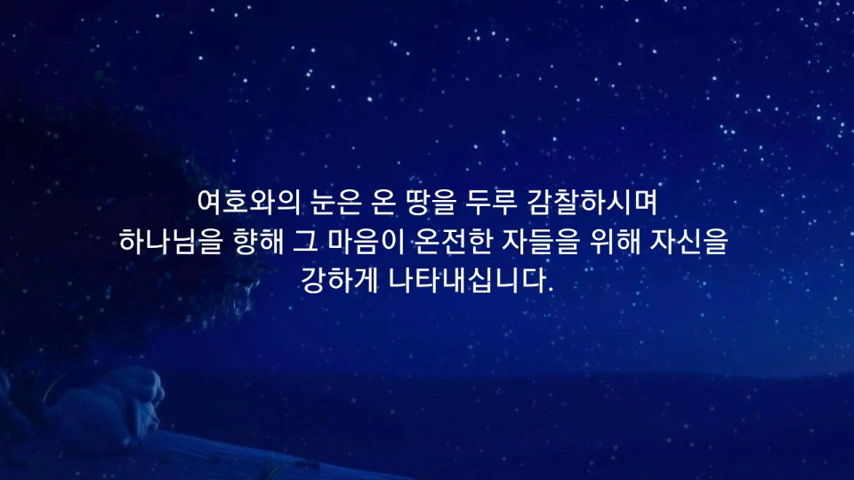 여호와의 눈은 온 땅을 두루 감찰하시며
하나님을 향해 그 마음이 온전한 자들을 위해 자신을
강하게 나타내십니다.